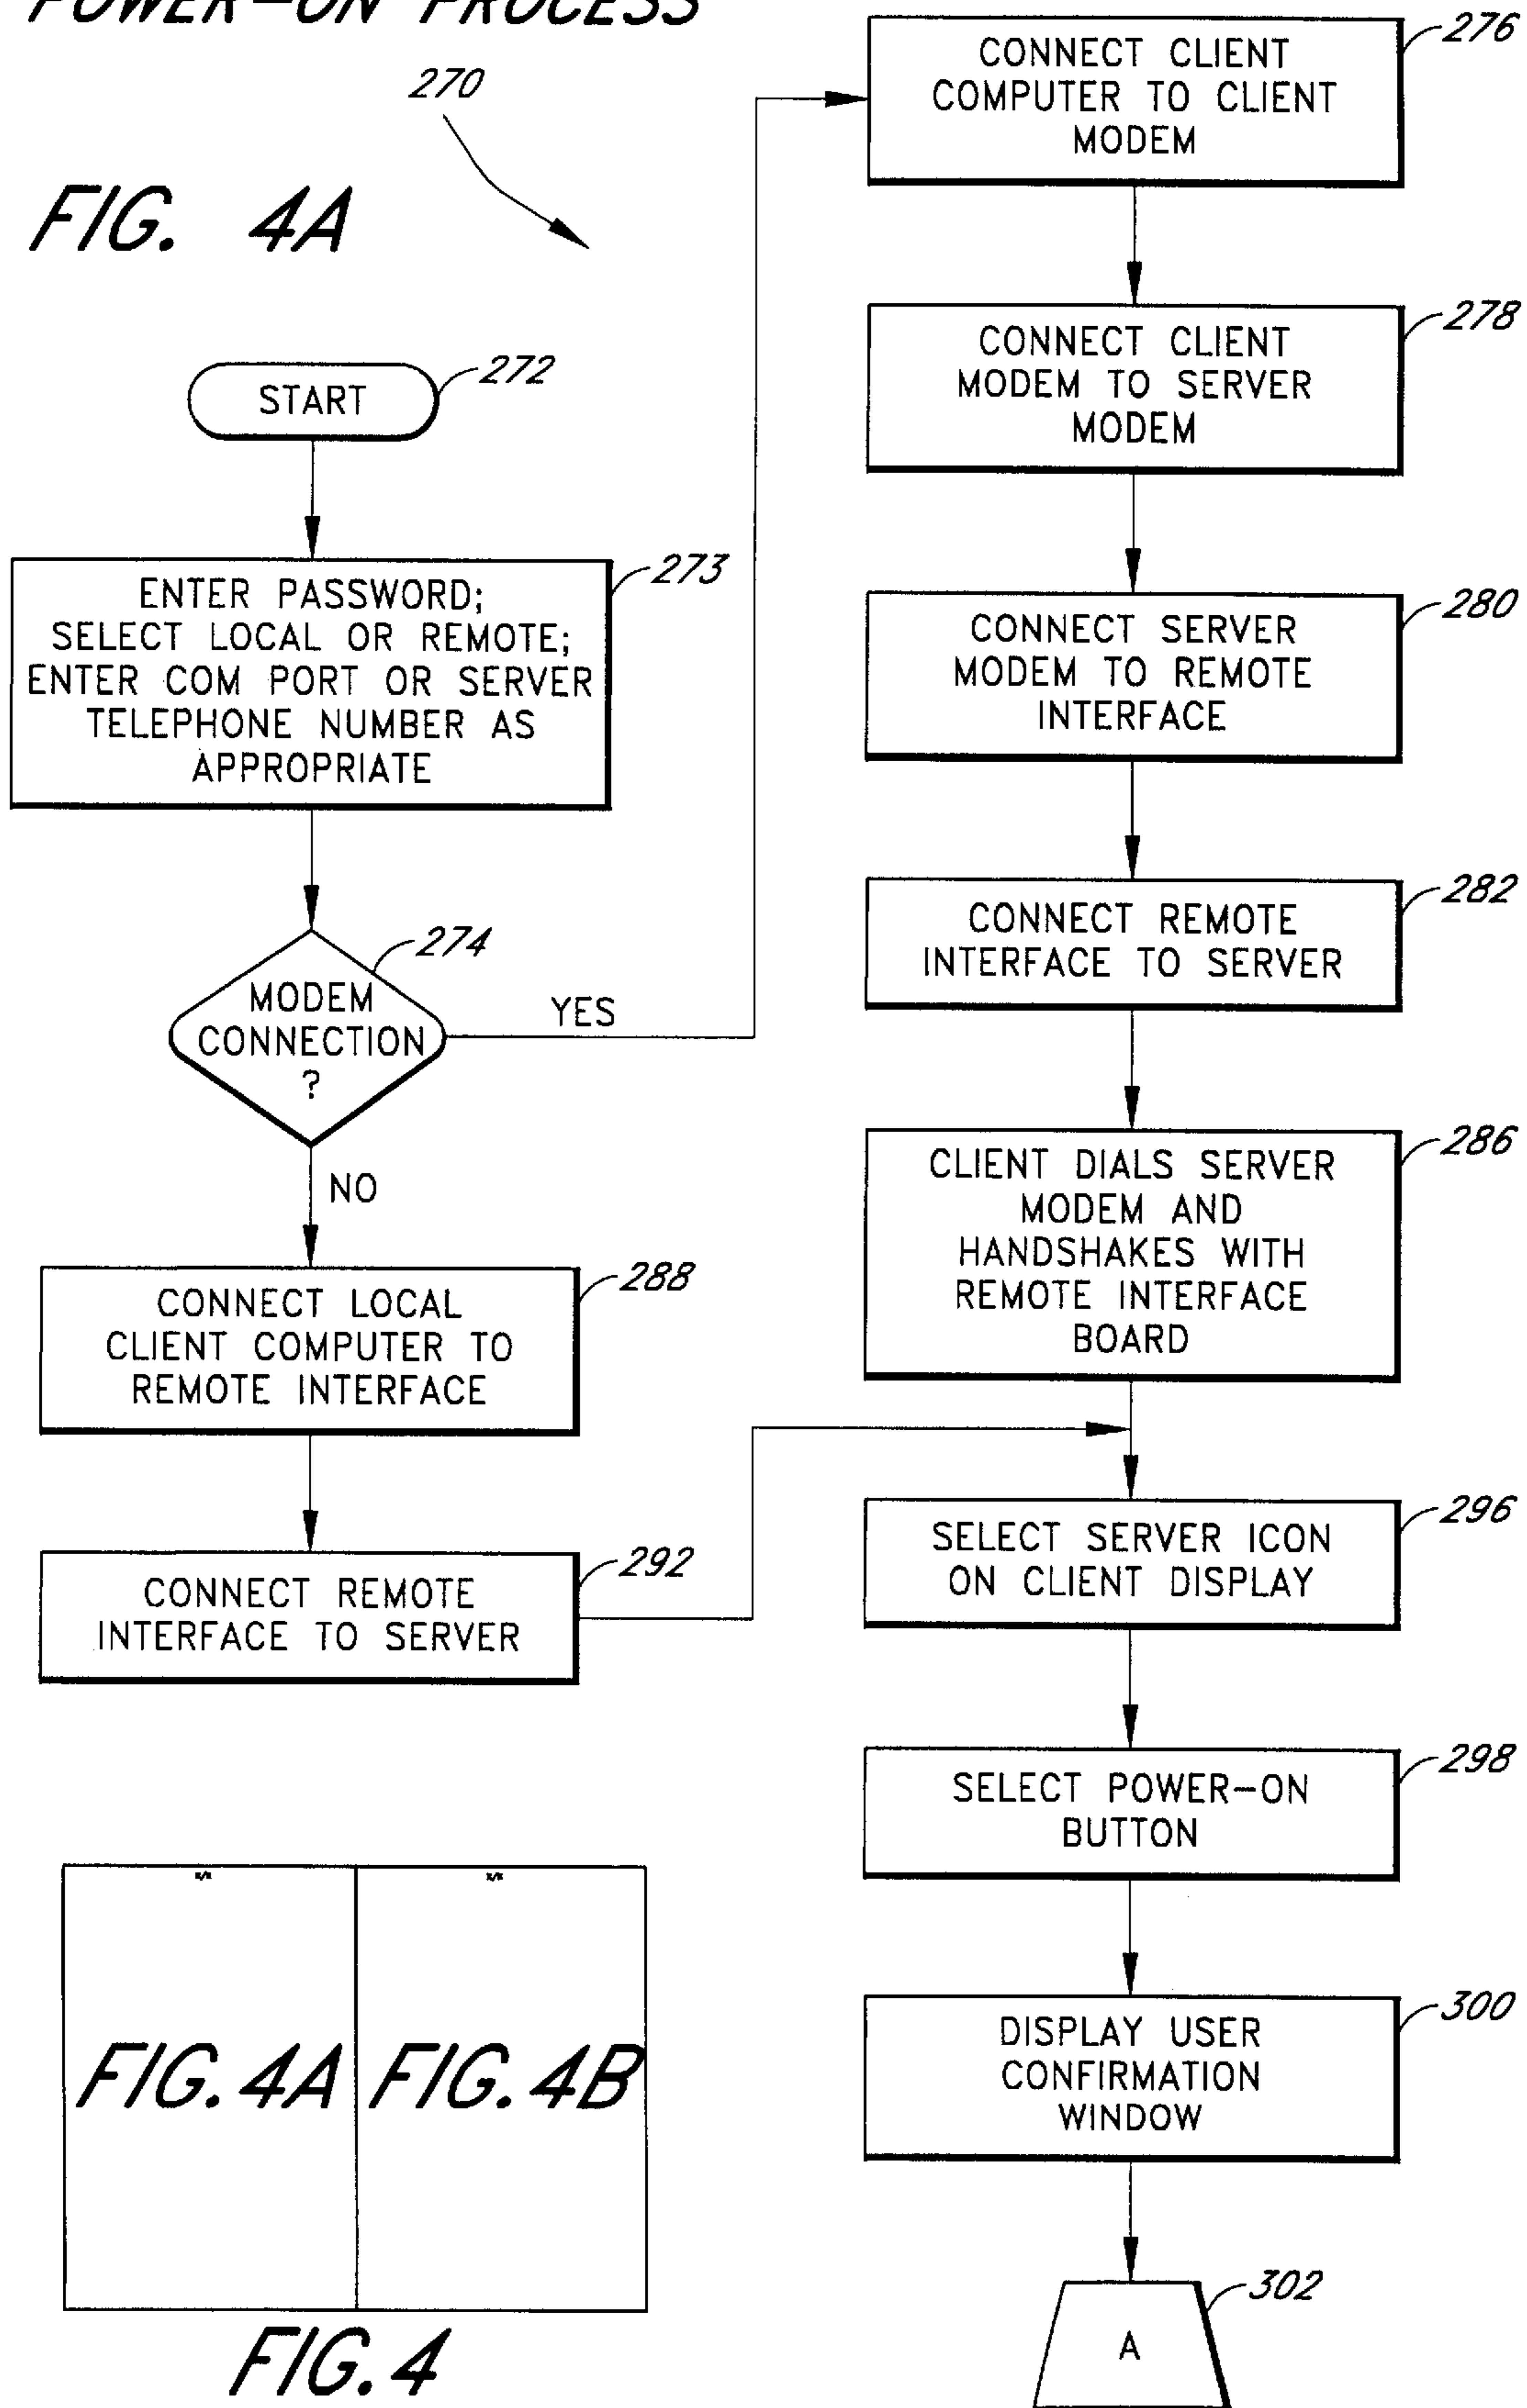 POWER-ON PROCESS
270
FIG. 4A
START
272
ENTER PASSWORD;
SELECT LOCAL OR REMOTE;
ENTER COM PORT OR SERVER
TELEPHONE NUMBER AS
APPROPRIATE
273
MODEM
CONNECTION
?
274
YES
NO
CONNECT LOCAL
CLIENT COMPUTER TO
REMOTE INTERFACE
288
CONNECT REMOTE
INTERFACE TO SERVER
292
CONNECT CLIENT
COMPUTER TO CLIENT
MODEM
276
CONNECT CLIENT
MODEM TO SERVER
MODEM
278
CONNECT SERVER
MODEM TO REMOTE
INTERFACE
280
CONNECT REMOTE
INTERFACE TO SERVER
282
CLIENT DIALS SERVER
MODEM AND
HANDSHAKES WITH
REMOTE INTERFACE
BOARD
286
SELECT SERVER ICON
ON CLIENT DISPLAY
296
SELECT POWER-ON
BUTTON
298
DISPLAY USER
CONFIRMATION
WINDOW
300
A
302
FIG. 4A
FIG. 4B
FIG. 4